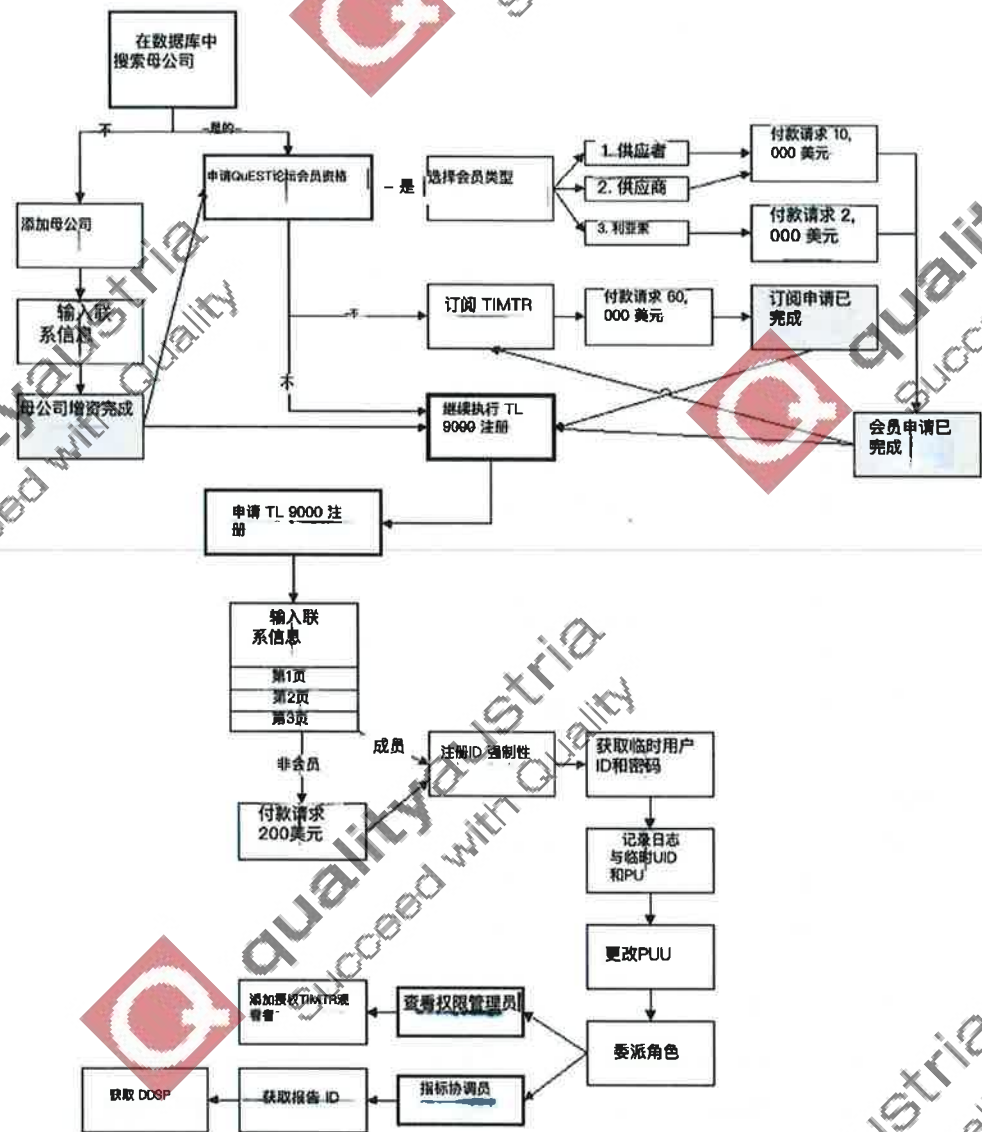 在数据库中
搜索母公司
不
-是的-
申请QuEST论坛会员资格
- 是
选择会员类型
1. 供应者
2. 供应商
3. 利亚索
付款请求 10,
000 美元
付款请求 2,
000 美元
添加母公司
输入联
系信息
母公司增资完成
-不
不
订阅 TIMTR
付款请求 60,
000 美元
订阅申请已
完成
继续执行 TL
9000 注册
会员申请已
完成
申请 TL 9000 注
册
输入联
系信息
第1页
第2页
第3页
非会员
成员
付款请求
200美元
注册ID 强制性
获取临时用户
ID和密码
记录日志
与临时UID
和PU
更改PUU
委派角色
查看权限管理员
添加授权TIMTR观
看者
指标协调员
获取报告 ID
获取 DDSP
qualityaustria
Succeed with Quality